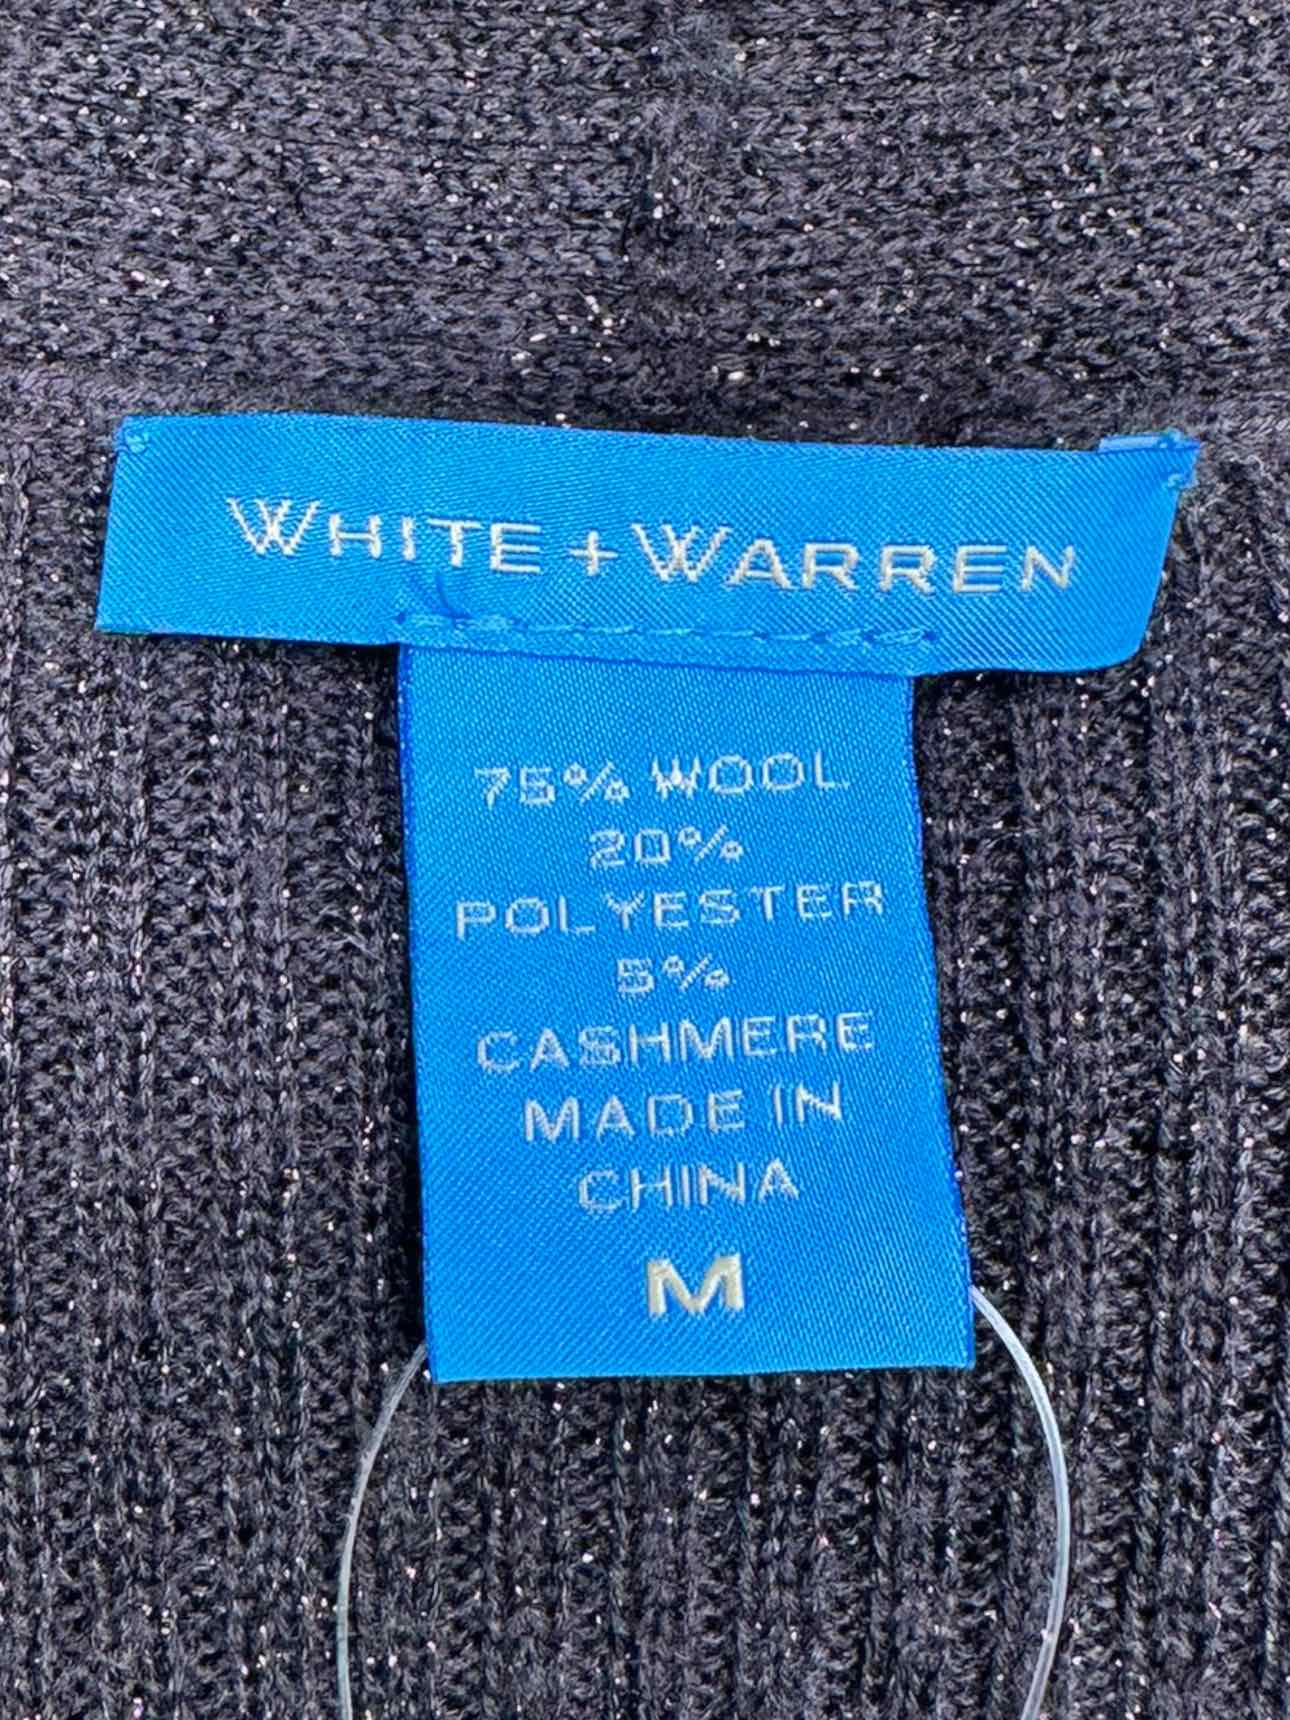 WHITE + WARREN
75% WOOL
20%
POLYESTER
5%
CASHMERE
MADE IN
CHINA
M